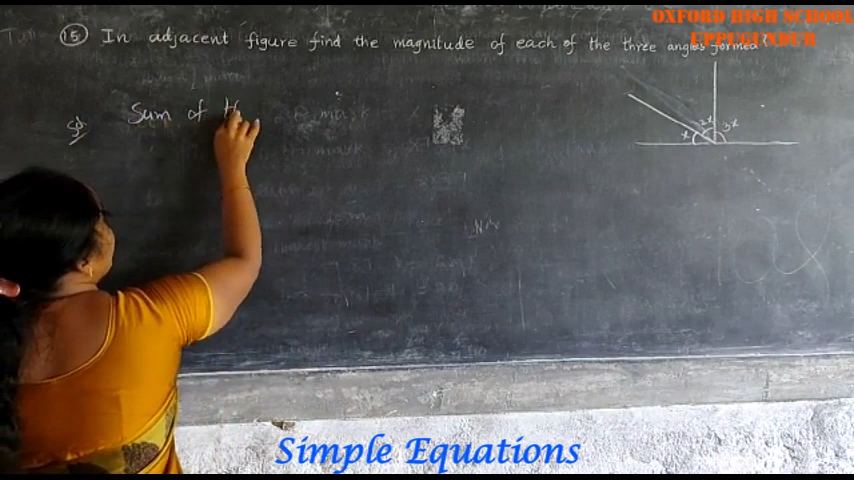 OXFORD HIGH SCHOOL
UPPUGUNDUR
15 In adjacent figure find the magnitude of each of the three angles formed?
Sol Sum of
x 2x 3x
Simple Equations